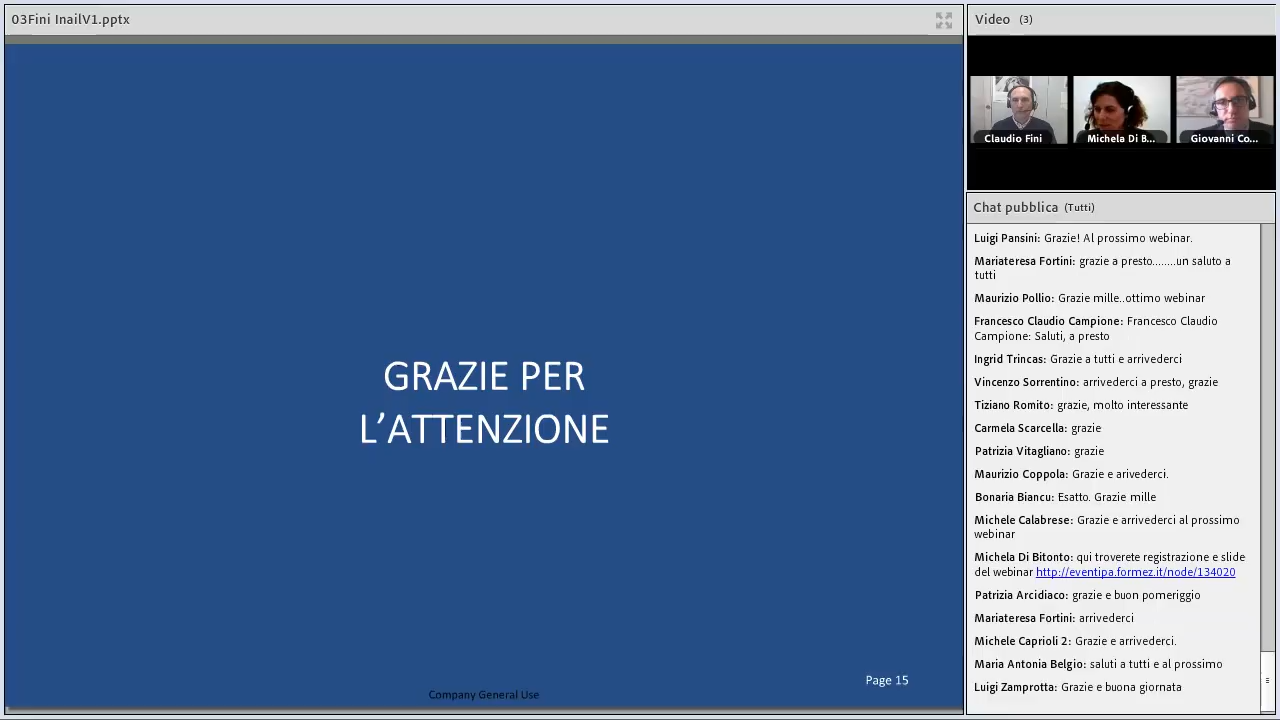 03Fini InailV1.pptx
GRAZIE PER
L’ATTENZIONE
Page 15
Company General Use
Video (3)
Claudio Fini
Michela Di B...
Giovanni Co...
Chat pubblica (Tutti)
Luigi Pansini: Grazie! Al prossimo webinar.
Mariateresa Fortini: grazie a presto........un saluto a
tutti
Maurizio Pollio: Grazie mille..ottimo webinar
Francesco Claudio Campione: Francesco Claudio
Campione: Saluti, a presto
Ingrid Trincas: Grazie a tutti e arrivederci
Vincenzo Sorrentino: arrivederci a presto, grazie
Tiziano Romito: grazie, molto interessante
Carmela Scarcella: grazie
Patrizia Vitagliano: grazie
Maurizio Coppola: Grazie e arivederci.
Bonaria Biancu: Esatto. Grazie mille
Michele Calabrese: Grazie e arrivederci al prossimo
webinar
Michela Di Bitonto: qui troverete registrazione e slide
del webinar http://eventipa.formez.it/node/134020
Patrizia Arcidiaco: grazie e buon pomeriggio
Mariateresa Fortini: arrivederci
Michele Caprioli 2: Grazie e arrivederci.
Maria Antonia Belgio: saluti a tutti e al prossimo
Luigi Zamprotta: Grazie e buona giornata